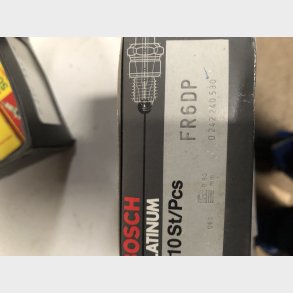 BOSCH
PLATINUM
10 St/Pcs
FR6DP
0 242 240 530